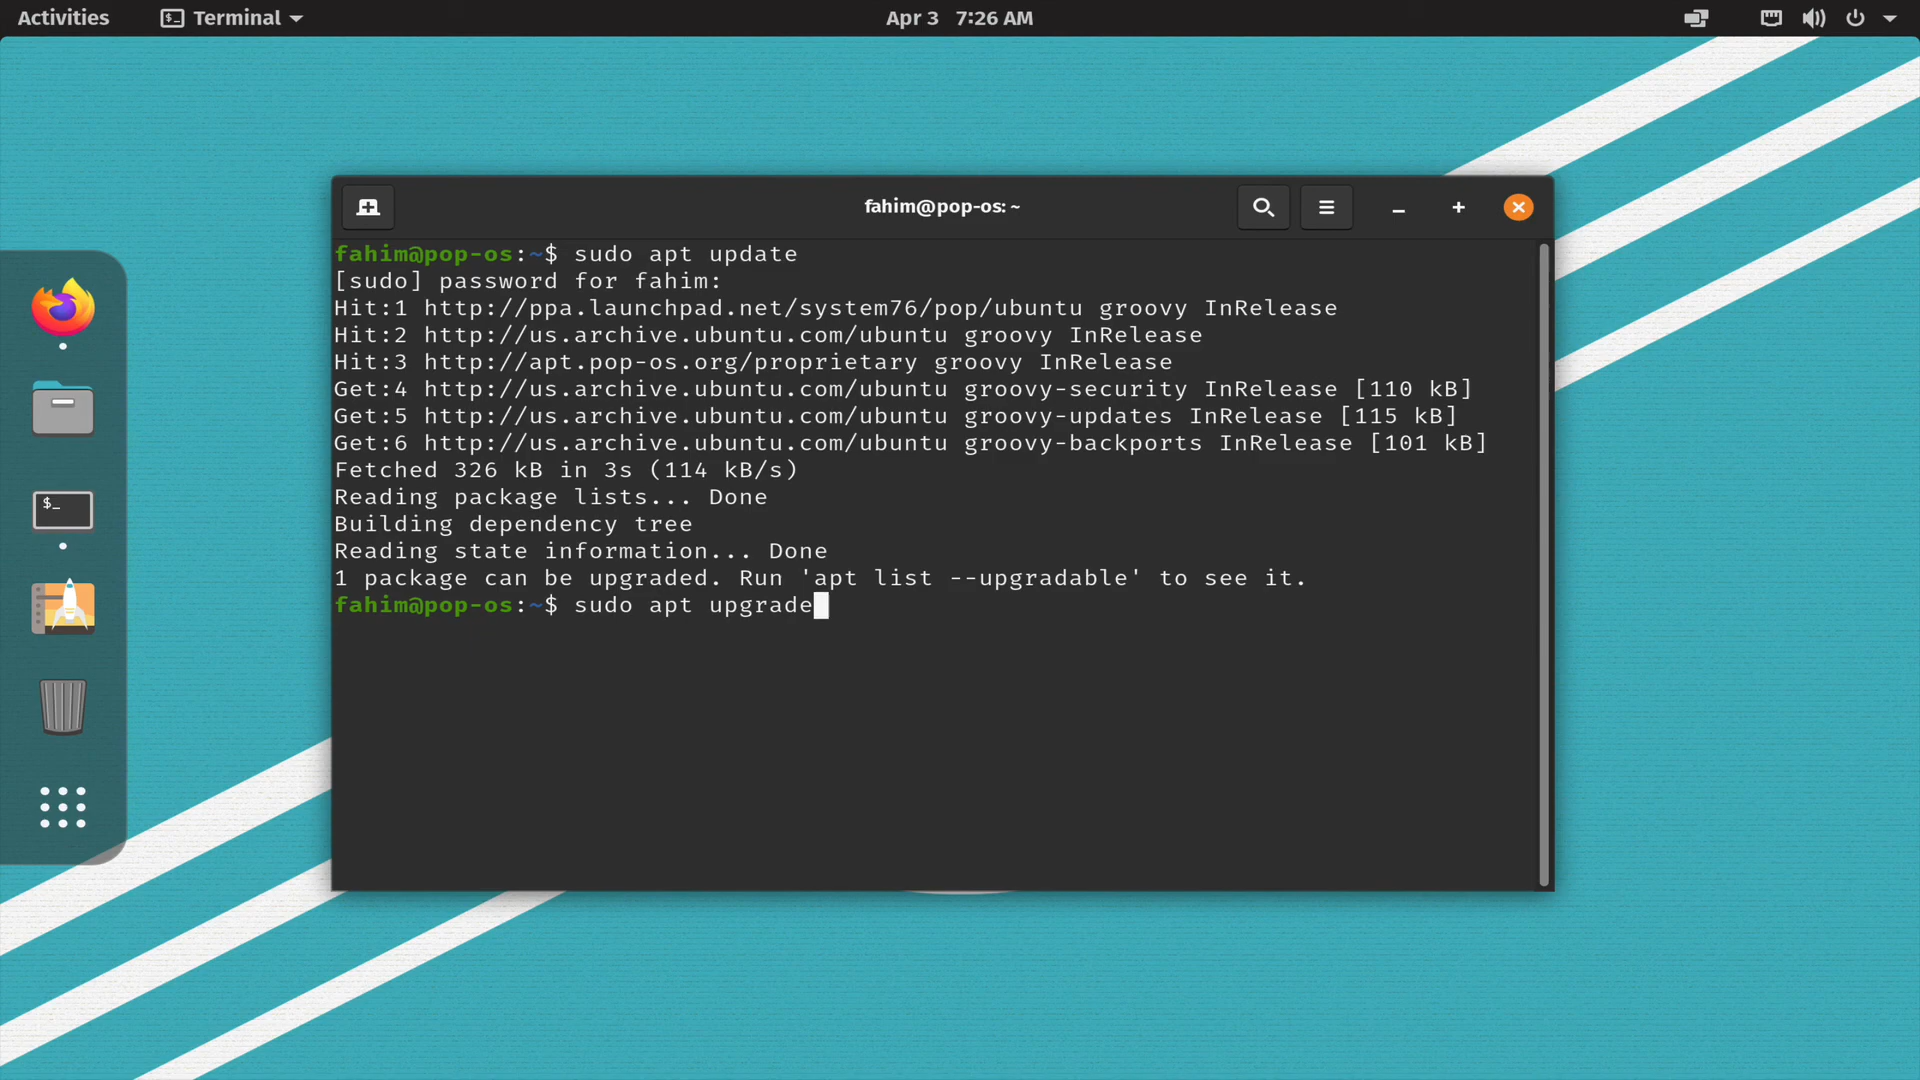 Activities
Terminal
Apr 3 7:26 AM
fahim@pop-os: ~
fahim@pop-os:~$ sudo apt update
[sudo] password for fahim:
Hit:1 http://ppa.launchpad.net/system76/pop/ubuntu groovy InRelease
Hit:2 http://us.archive.ubuntu.com/ubuntu groovy InRelease
Hit:3 http://apt.pop-os.org/proprietary groovy InRelease
Get:4 http://us.archive.ubuntu.com/ubuntu groovy-security InRelease [110 kB]
Get:5 http://us.archive.ubuntu.com/ubuntu groovy-updates InRelease [115 kB]
Get:6 http://us.archive.ubuntu.com/ubuntu groovy-backports InRelease [101 kB]
Fetched 326 kB in 3s (114 kB/s)
Reading package lists... Done
Building dependency tree
Reading state information... Done
1 package can be upgraded. Run 'apt list --upgradable' to see it.
fahim@pop-os:~$ sudo apt upgrade